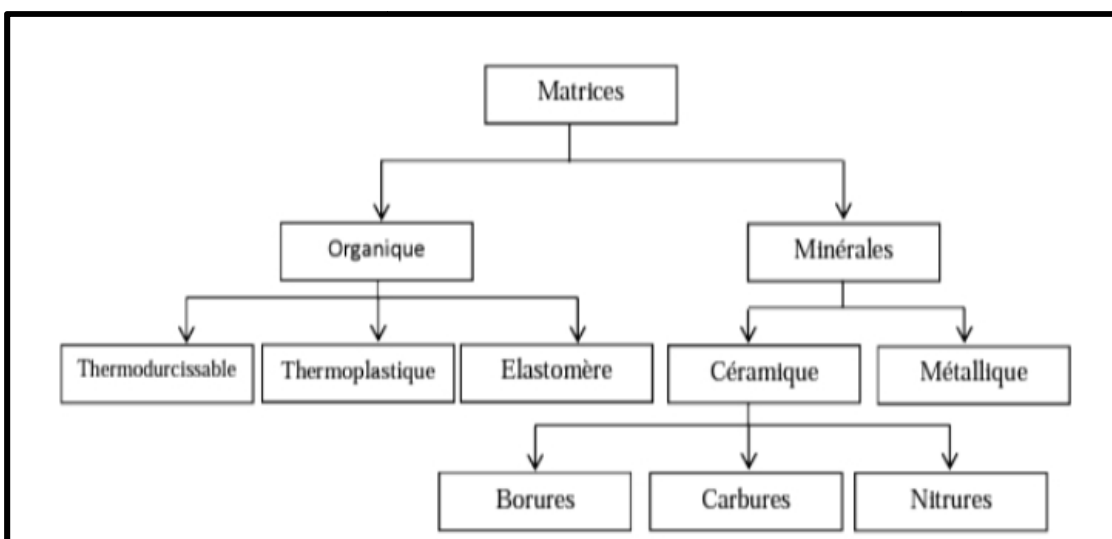 Matrices
Organique
Minérales
Thermodurcissable
Thermoplastique
Elastomère
Céramique
Métallique
Borures
Carbures
Nitrures